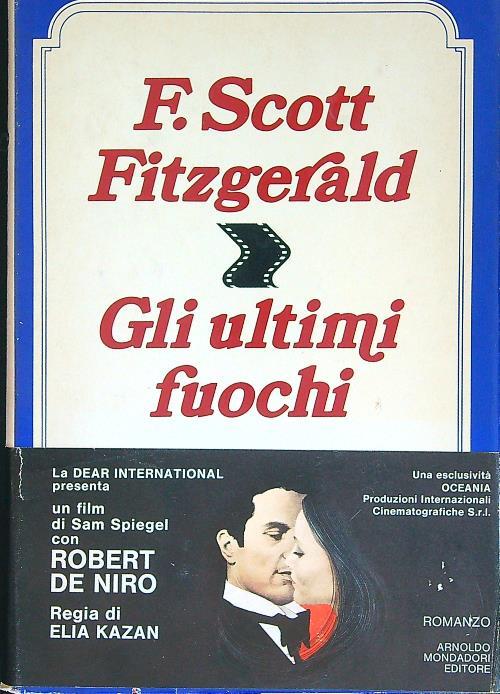 F. Scott
Fitzgerald
Gli ultimi
fuochi
La DEAR INTERNATIONAL
presenta
un film
di Sam Spiegel
con
ROBERT
DE NIRO
Regia di
ELIA KAZAN
Una esclusività
OCEANIA
Produzioni Internazionali
Cinematografiche S.r.l.
ROMANZO
ARNOLDO
MONDADORI
EDITORE